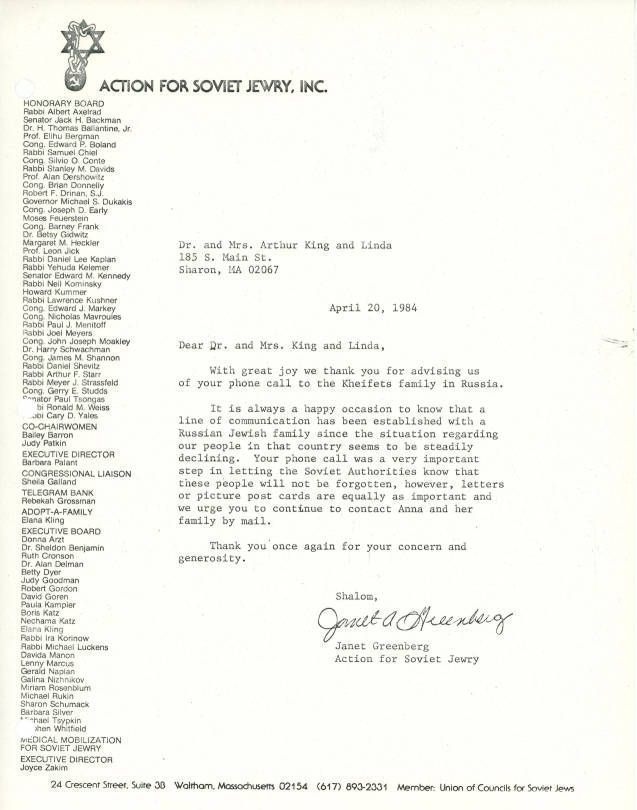 ACTION FOR SOVIET JEWRY, INC.
HONORARY BOARD
Rabbi Albert Axelrad
Senator Jack H. Backman
Dr. H. Thomas Ballantine, Jr.
Prof. Elihu Bergman
Cong. Edward P. Boland
Rabbi Samuel Chiel
Cong. Silvio O. Conte
Rabbi Stanley M. Davids
Prof. Alan Dershowitz
Cong. Brian Donnelly
Robert F. Drinan, S.J.
Governor Michael S. Dukakis
Cong. Joseph D. Early
Moses Feuerstein
Cong. Barney Frank
Dr. Betsy Gidwitz
Margaret M. Heckler
Prof. Leon Jick
Rabbi Daniel Lee Kaplan
Rabbi Yehuda Kelemer
Senator Edward M. Kennedy
Rabbi Neil Kominsky
Howard Kummer
Rabbi Lawrence Kushner
Cong. Edward J. Markey
Cong. Nicholas Mavroules
Rabbi Paul J. Menitoff
Rabbi Joel Meyers
Cong. John Joseph Moakley
Dr. Harry Schwachman
Cong. James M. Shannon
Rabbi Daniel Shevitz
Rabbi Arthur F. Starr
Rabbi Meyer J. Strassfeld
Cong. Gerry E. Studds
Paul Tsongas
Ronald M. Weiss
Cary D. Yales
CO-CHAIRWOMEN
Bailey Barron
Judy Patkin
EXECUTIVE DIRECTOR
Barbara Palant
CONGRESSIONAL LIAISON
Sheila Galland
TELEGRAM BANK
Rebekah Grossman
ADOPT-A-FAMILY
Elana Kling
EXECUTIVE BOARD
Donna Arzt
Dr. Sheldon Benjamin
Ruth Cronson
Dr. Alan Delman
Betty Dyer
Judy Goodman
Robert Gordon
David Goren
Paula Kampler
Boris Katz
Nechama Katz
Elana Kling
Rabbi Ira Korinow
Rabbi Michael Luckens
Davida Manon
Lenny Marcus
Gerald Naplan
Galina Nizhnikov
Miriam Rosenblum
Michael Rukin
Sharon Schumack
Barbara Silver
Tsypkin
Whitfield
MEDICAL MOBILIZATION
FOR SOVIET JEWRY
EXECUTIVE DIRECTOR
Joyce Zakim
Dr. and Mrs. Arthur King and Linda
185 S. Main St.
Sharon, MA 02067
April 20, 1984
Dear Dr. and Mrs. King and Linda,
With great joy we thank you for advising us
of your phone call to the Kheifets family in Russia.
It is always a happy occasion to know that a
line of communication has been established with a
Russian Jewish family since the situation regarding
our people in that country seems to be steadily
declining. Your phone call was a very important
step in letting the Soviet Authorities know that
these people will not be forgotten, however, letters
or picture post cards are equally as important and
we urge you to continue to contact Anna and her
family by mail.
Thank you once again for your concern and
generosity.
Shalom,
Janet A Greenberg
Janet Greenberg
Action for Soviet Jewry
24 Crescent Street, Suite 3B Waltham, Massachusetts 02154 (617) 893-2331 Member: Union of Councils for Soviet Jews